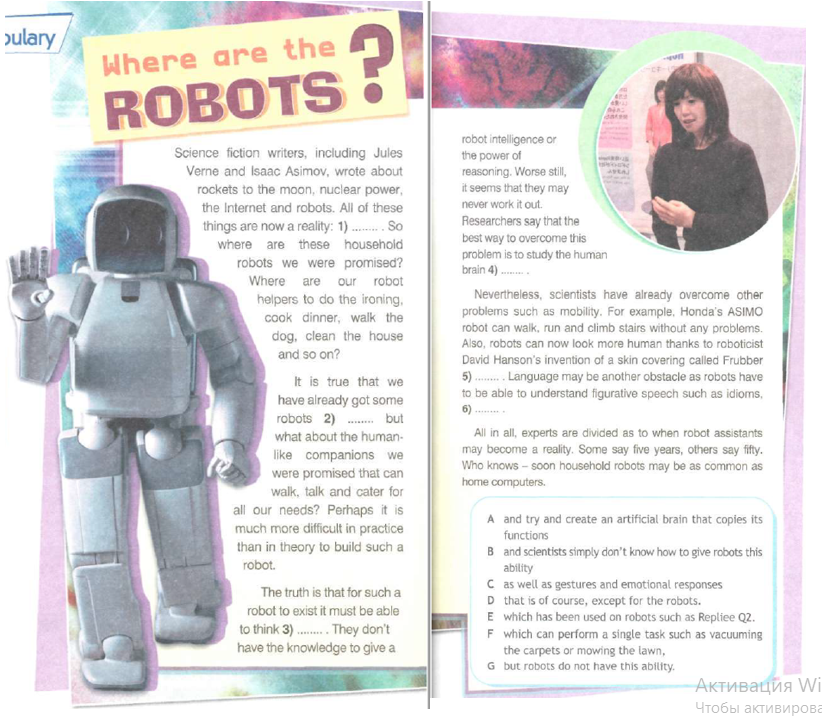 bulary
Where are the
ROBOTS?
Science fiction writers, including Jules
Verne and Isaac Asimov, wrote about
rockets to the moon, nuclear power,
the Internet and robots. All of these
things are now a reality: 1) ........ . So
where are these household
robots we were promised?
Where are our robot
helpers to do the ironing,
cook dinner, walk the
dog, clean the house
and so on?
It is true that we
have already got some
robots 2) ........ but
what about the human-
like companions we
were promised that can
walk, talk and cater for
all our needs? Perhaps it is
much more difficult in practice
than in theory to build such a
robot.
The truth is that for such a
robot to exist it must be able
to think 3) ........ . They don't
have the knowledge to give a
robot intelligence or
the power of
reasoning. Worse still,
it seems that they may
never work it out.
Researchers say that the
best way to overcome this
problem is to study the human
brain 4) ........ .
Nevertheless, scientists have already overcome other
problems such as mobility. For example, Honda's ASIMO
robot can walk, run and climb stairs without any problems.
Also, robots can now look more human thanks to roboticist
David Hanson's invention of a skin covering called Frubber
5) ........ . Language may be another obstacle as robots have
to be able to understand figurative speech such as idioms,
6) ........ .
All in all, experts are divided as to when robot assistants
may become a reality. Some say five years, others say fifty.
Who knows – soon household robots may be as common as
home computers.
A and try and create an artificial brain that copies its
functions
B and scientists simply don't know how to give robots this
ability
C as well as gestures and emotional responses
D that is of course, except for the robots.
E which has been used on robots such as Repliee Q2.
F which can perform a single task such as vacuuming
the carpets or mowing the lawn,
G but robots do not have this ability.
Активация Wi
Чтобы активирова